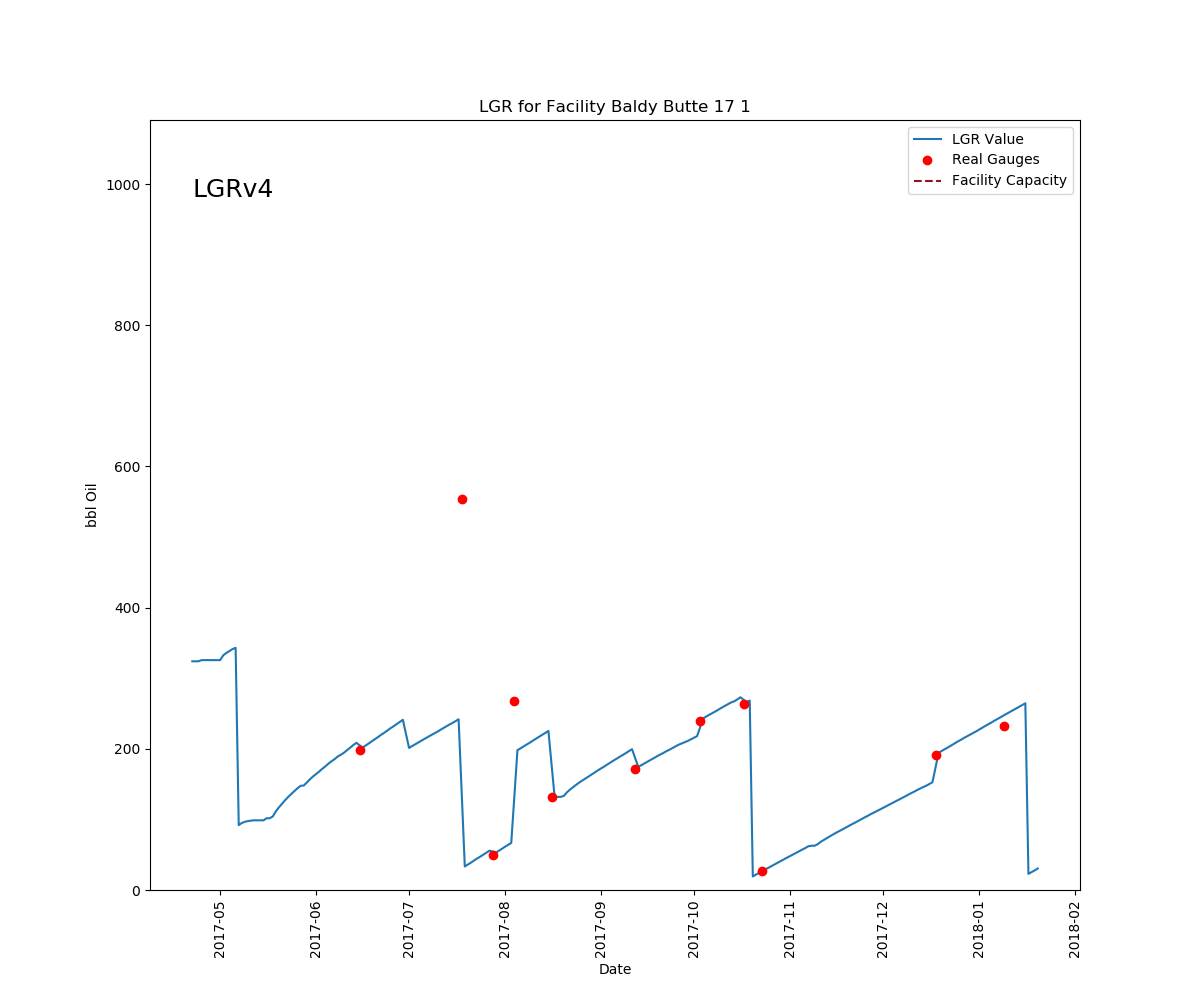 LGR for Facility Baldy Butte 17 1
LGRv4
LGR Value
Real Gauges
Facility Capacity
bbl Oil
1000
800
600
400
200
0
2017-05
2017-06
2017-07
2017-08
2017-09
2017-10
2017-11
2017-12
2018-01
2018-02
Date